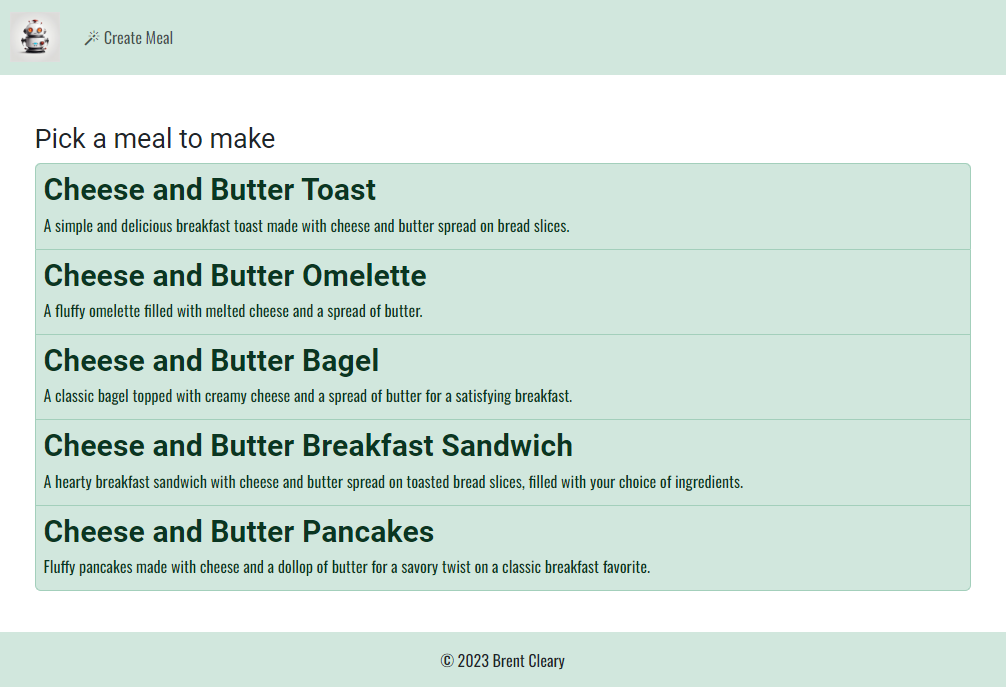 Create Meal
Pick a meal to make
Cheese and Butter Toast
A simple and delicious breakfast toast made with cheese and butter spread on bread slices.
Cheese and Butter Omelette
A fluffy omelette filled with melted cheese and a spread of butter.
Cheese and Butter Bagel
A classic bagel topped with creamy cheese and a spread of butter for a satisfying breakfast.
Cheese and Butter Breakfast Sandwich
A hearty breakfast sandwich with cheese and butter spread on toasted bread slices, filled with your choice of ingredients.
Cheese and Butter Pancakes
Fluffy pancakes made with cheese and a dollop of butter for a savory twist on a classic breakfast favorite.
© 2023 Brent Cleary